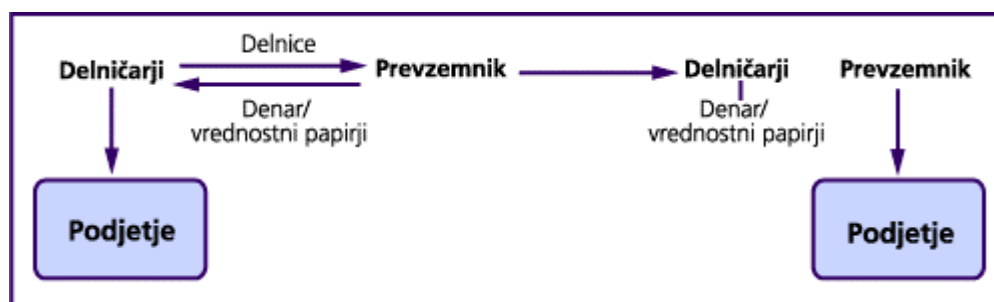 Delnice
Delničarji
Prevzemnik
Denar/
vrednostni papirji
Podjetje
Delničarji
Prevzemnik
Denar/
vrednostni papirji
Podjetje